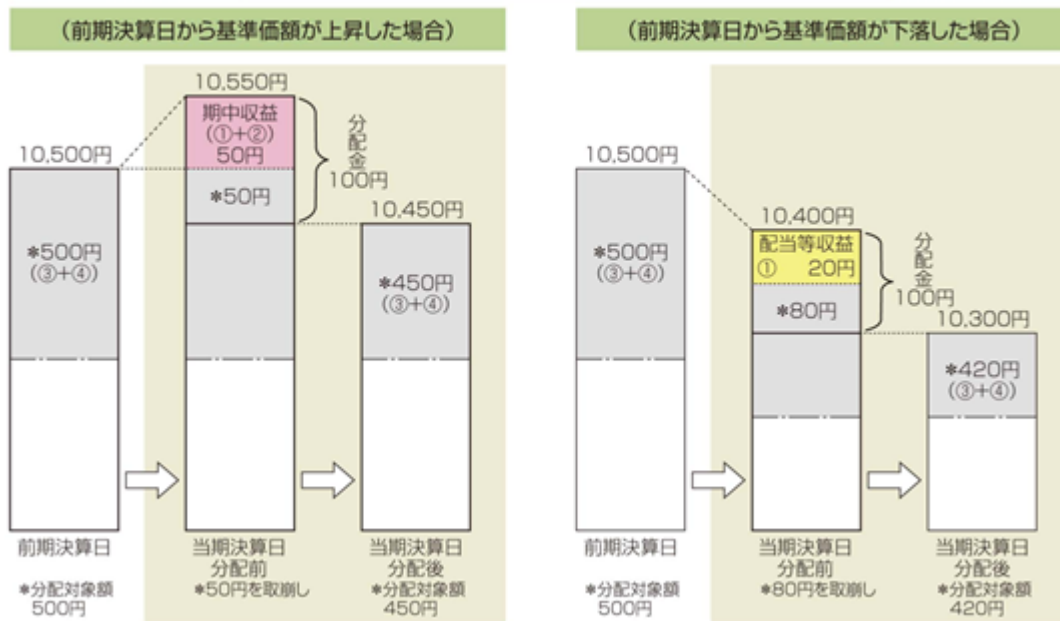 （前期決算日から基準価額が上昇した場合）
10,550円
期中収益
（①＋②）
50円
＊50円
分配金
100円
10,500円
＊500円
（③＋④）
10,450円
＊450円
（③＋④）
前期決算日
＊分配対象額
500円
当期決算日
分配前
＊50円を取崩し
当期決算日
分配後
＊分配対象額
450円
（前期決算日から基準価額が下落した場合）
10,500円
＊500円
（③＋④）
10,400円
配当等収益
① 20円
＊80円
分配金
100円
10,300円
＊420円
（③＋④）
前期決算日
＊分配対象額
500円
当期決算日
分配前
＊80円を取崩し
当期決算日
分配後
＊分配対象額
420円